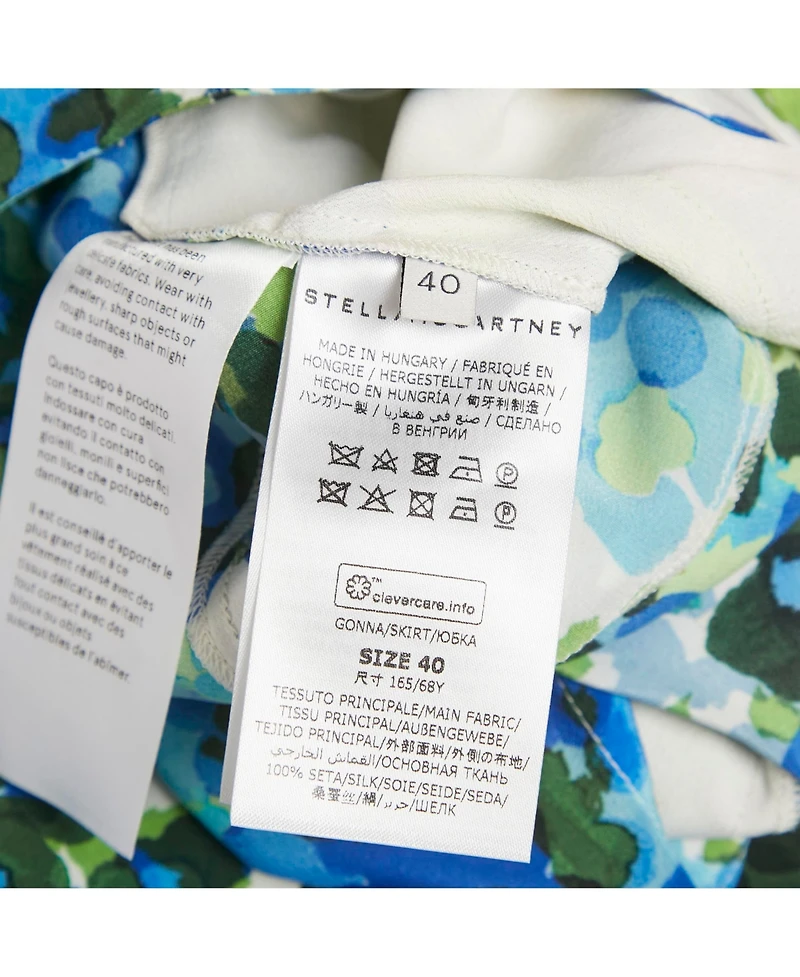 has been
with very
delicate fabrics. Wear with
care, avoiding contact with
jewellery, sharp objects or
rough surfaces that might
cause damage.
Questo capo è prodotto
con tessuti molto delicati.
Indossare con cura
evitando il contatto con
gioielli, monili e superfici
non lisce che potrebbero
danneggiarlo.
Il est conseillé d'apporter le
plus grand soin à ce
vêtement réalisé avec des
tissus délicats en évitant
tout contact avec des
bijoux ou objets
susceptibles de l'abimer.
40
STELLA McCARTNEY
MADE IN HUNGARY / FABRIQUÉ EN
HONGRIE / HERGESTELLT IN UNGARN /
HECHO EN HUNGRÍA / 匈牙利制造 /
ハンガリー製 / صنع في هنغاريا / СДЕЛАНО
В ВЕНГРИИ
P
P
clevercare.info™
GONNA/SKIRT/ЮБКА
SIZE 40
尺寸 165/68Y
TESSUTO PRINCIPALE/MAIN FABRIC/
TISSU PRINCIPAL/AUßENGEWEBE/
TEJIDO PRINCIPAL/外部面料/外側の布地/
القماش الخارجي/ОСНОВНАЯ ТКАНЬ
100% SETA/SILK/SOIE/SEIDE/SEDA/
桑蚕丝/絹/حرير/ШЕЛК